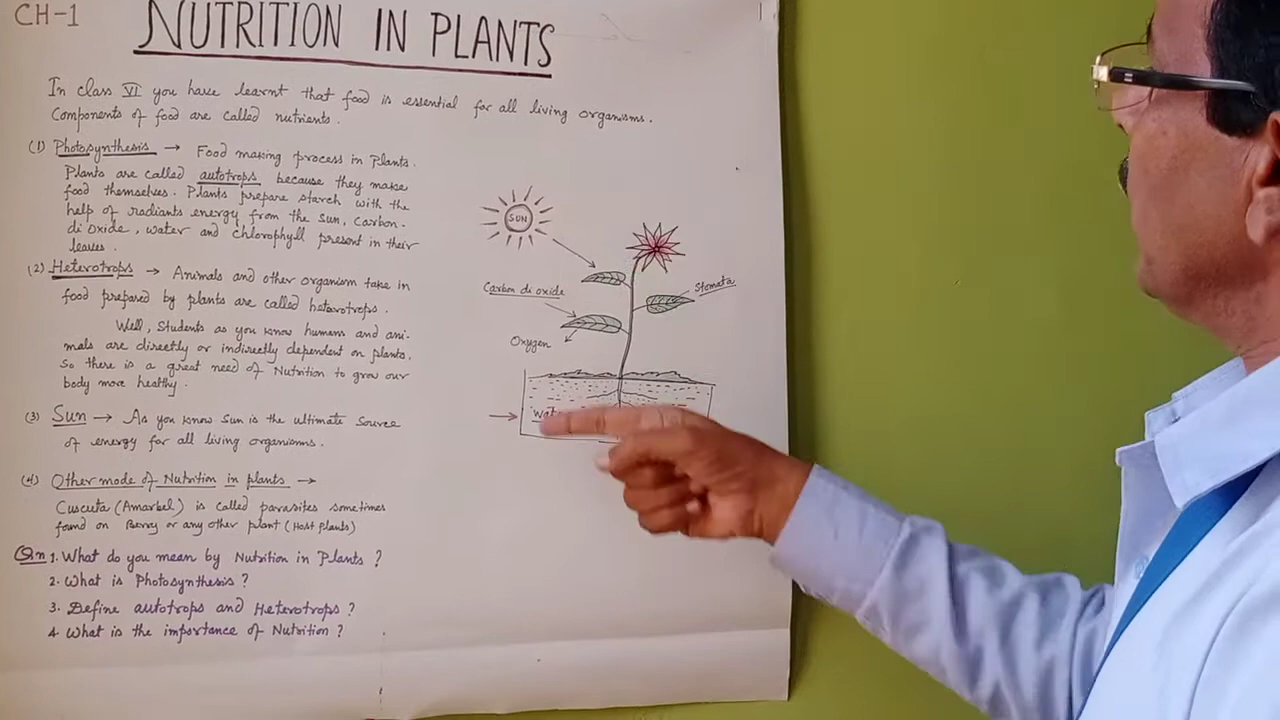 CH-1
NUTRITION IN PLANTS
In class VI you have learnt that food is essential for all living organisms.
Components of food are called nutrients.
(1) Photosynthesis → Food making process in Plants.
Plants are called autotrops because they make
food themselves. Plants prepare starch with the
help of radiants energy from the sun, Carbon-
di Oxide, water and chlorophyll present in their
leaves.
(2) Heterotrops → Animals and other organism take in
food prepared by plants are called heterotrops.
Well, Students as you know humans and ani-
mals are directly or indirectly dependent on plants.
So there is a great need of Nutrition to grow our
body more healthy.
(3) Sun → As you know Sun is the ultimate Source
of energy for all living organisms.
(4) Other mode of Nutrition in plants →
Cuscuta (Amarbel) is called parasites sometimes
found on Berry or any other plant (Host plants)
Qn 1. What do you mean by Nutrition in Plants ?
2. What is Photosynthesis ?
3. Define autotrops and Heterotrops ?
4. What is the importance of Nutrition ?
SUN
Carbon di oxide
Stomata
Oxygen